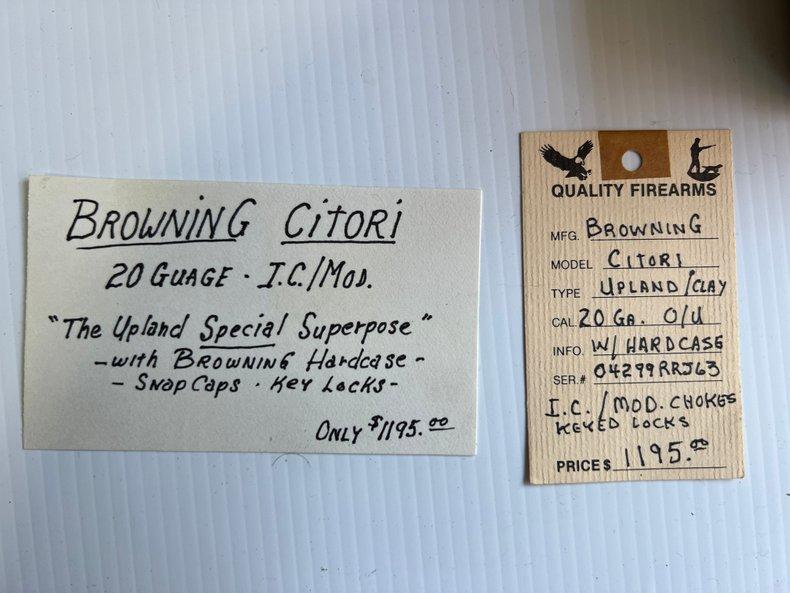 BROWNING CITORI
20 GUAGE - I.C./MOD.
"The Upland Special Superpose"
-with BROWNING Hardcase-
- SNAP CAPS · Key Locks-
ONLY $1195.00
QUALITY FIREARMS
MFG. BROWNING
MODEL CITORI
TYPE UPLAND/CLAY
CAL. 20 GA. O/U
INFO. W/ HARDCASE
SER.# 04299RRJ63
I.C./MOD. CHOKES
KEYED LOCKS
PRICE $ 1195.00